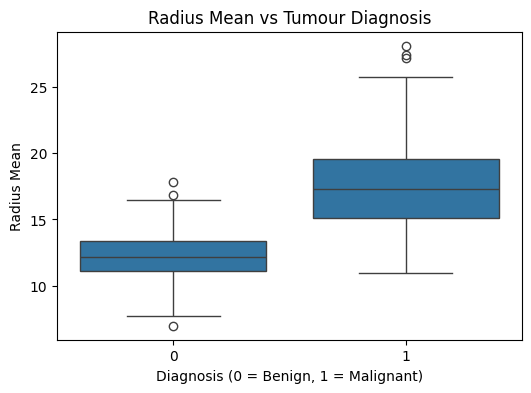 Radius Mean vs Tumour Diagnosis
Radius Mean
25
20
15
10
0
1
Diagnosis (0 = Benign, 1 = Malignant)